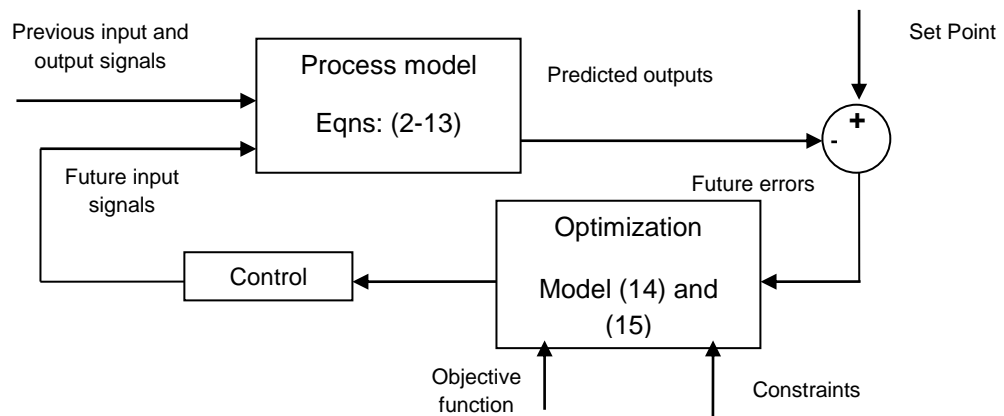 Previous input and
output signals
Process model
Eqns: (2-13)
Predicted outputs
Set Point
+
-
Future input
signals
Future errors
Optimization
Model (14) and
(15)
Control
Objective
function
Constraints